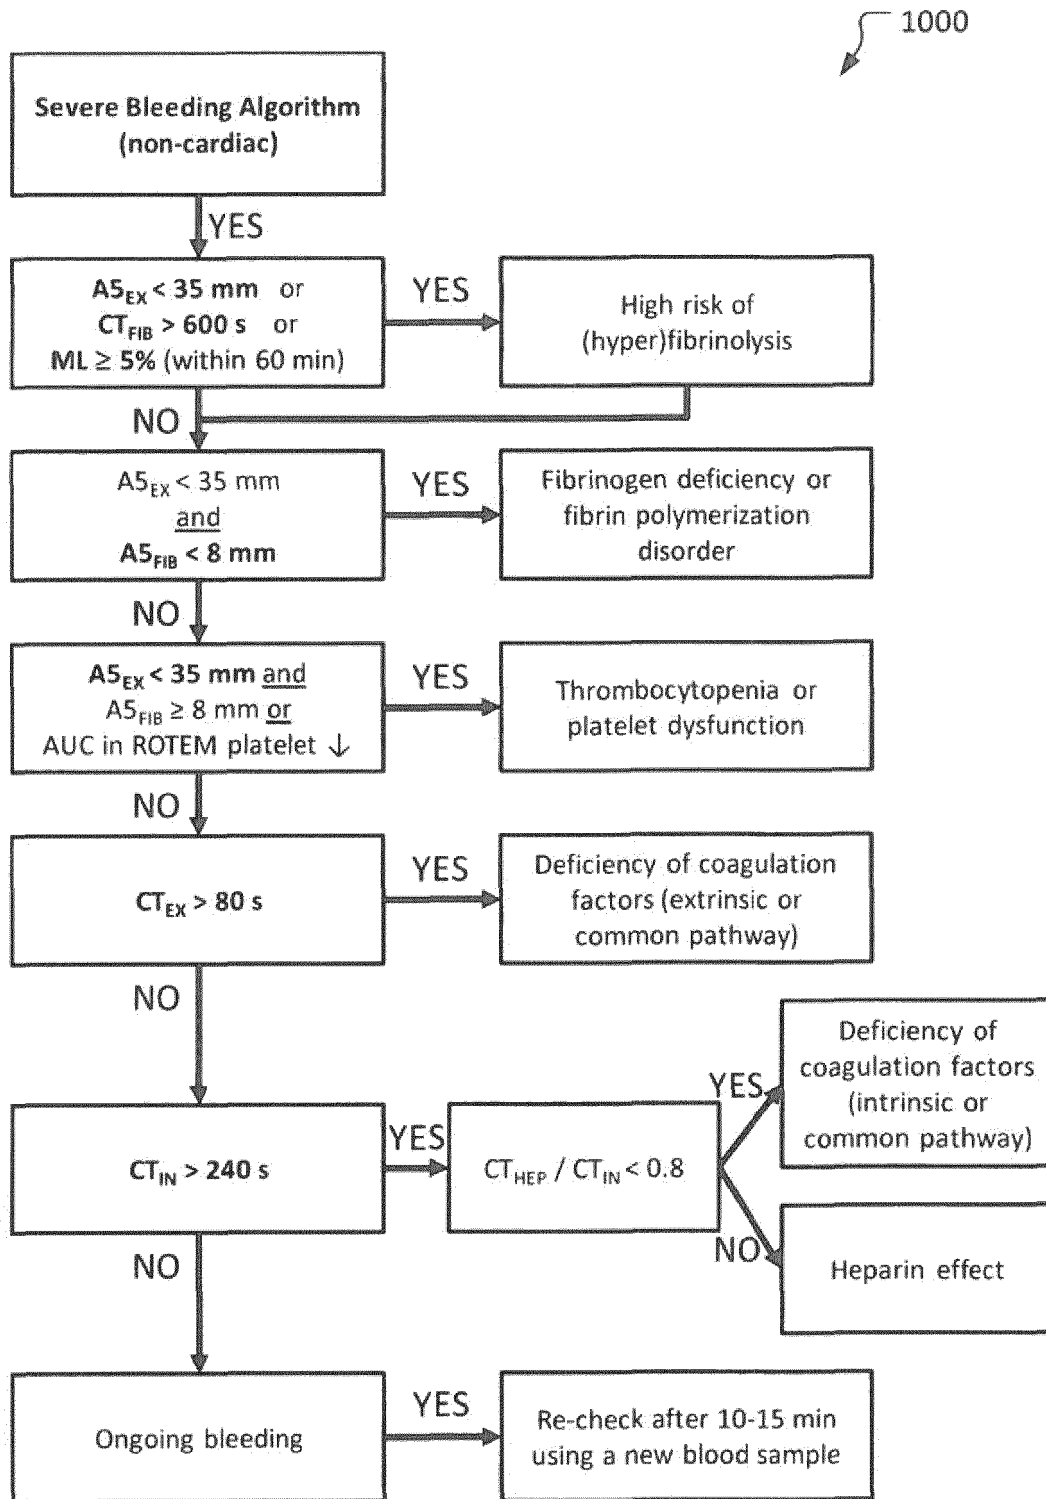 1000
Severe Bleeding Algorithm
(non-cardiac)
YES
A5EX < 35 mm or
CTFIB > 600 s or
ML ≥ 5% (within 60 min)
YES
High risk of
(hyper)fibrinolysis
NO
A5EX < 35 mm
and
A5FIB < 8 mm
YES
Fibrinogen deficiency or
fibrin polymerization
disorder
NO
A5EX < 35 mm and
A5FIB ≥ 8 mm or
AUC in ROTEM platelet ↓
YES
Thrombocytopenia or
platelet dysfunction
NO
CTEX > 80 s
YES
Deficiency of coagulation
factors (extrinsic or
common pathway)
NO
CTIN > 240 s
YES
CTHEP / CTIN < 0.8
YES
Deficiency of
coagulation factors
(intrinsic or
common pathway)
NO
Heparin effect
NO
Ongoing bleeding
YES
Re-check after 10-15 min
using a new blood sample